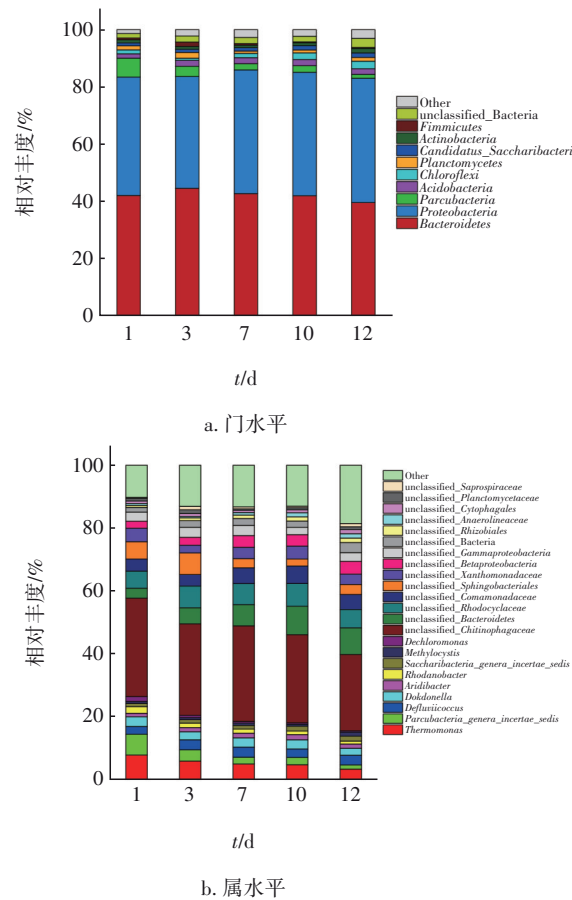 100
80
60
40
20
0
相对丰度/%
Other
unclassified_Bacteria
Fimmicutes
Actinobacteria
Candidatus_Saccharibacteri
Planctomycetes
Chloroflexi
Acidobacteria
Parcubacteria
Proteobacteria
Bacteroidetes
1 3 7 10 12
t/d
a. 门水平
100
80
60
40
20
0
相对丰度/%
Other
unclassified_Saprospiraceae
unclassified_Planctomycetaceae
unclassified_Cytophagales
unclassified_Anaerolineaceae
unclassified_Rhizobiales
unclassified_Bacteria
unclassified_Gammaproteobacteria
unclassified_Betaproteobacteria
unclassified_Xanthomonadaceae
unclassified_Sphingobacteriales
unclassified_Comamonadaceae
unclassified_Rhodocyclaceae
unclassified_Bacteroidetes
unclassified_Chitinophagaceae
Dechloromonas
Methylocystis
Saccharibacteria_genera_incertae_sedis
Rhodanobacter
Aridibacter
Dokdonella
Defluviicoccus
Parcubacteria_genera_incertae_sedis
Thermomonas
1 3 7 10 12
t/d
b. 属水平